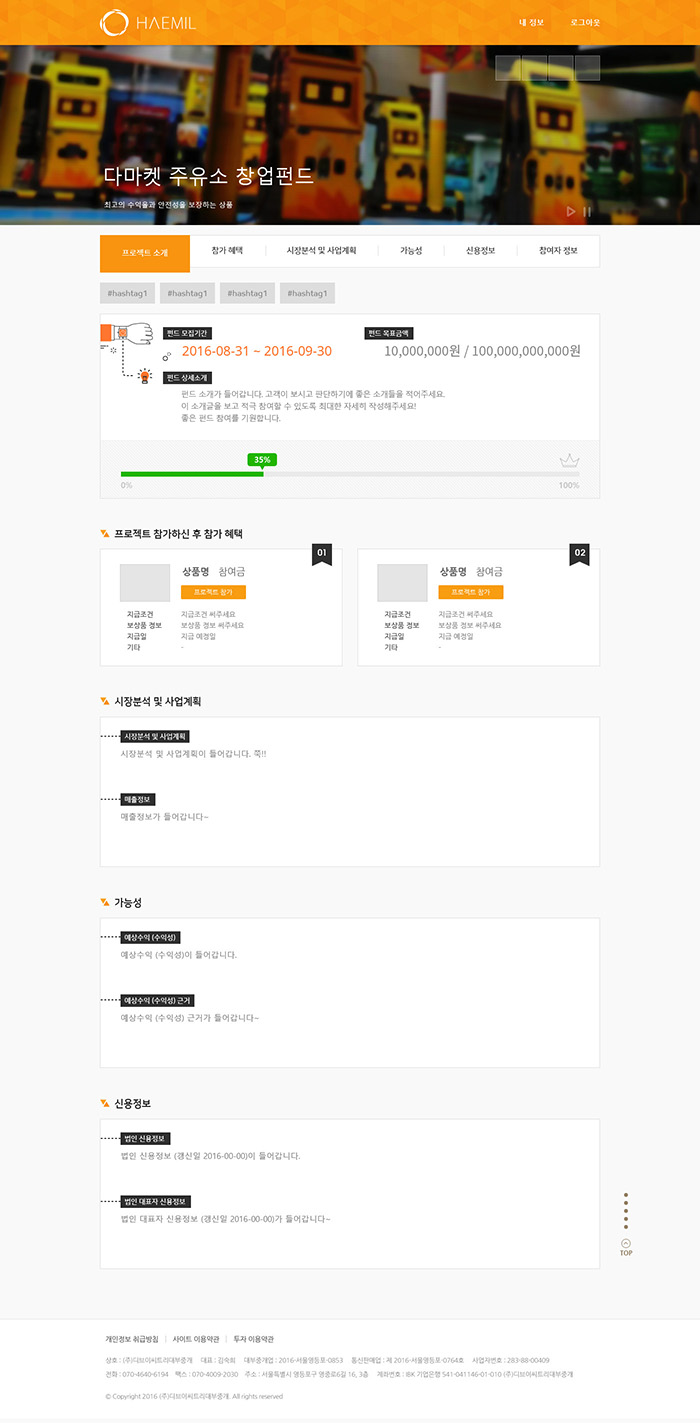 HAEMIL
내 정보 로그아웃
다마켓 주유소 창업펀드
최고의 수익율과 안전성을 보장하는 상품
프로젝트 소개 참가 혜택 시장분석 및 사업계획 가능성 신용정보 참여자 정보
#hashtag1 #hashtag1 #hashtag1 #hashtag1
펀드 모집기간 펀드 목표금액
2016-08-31 ~ 2016-09-30 10,000,000원 / 100,000,000,000원
펀드 상세소개
펀드 소개가 들어갑니다. 고객이 보시고 판단하기에 좋은 소개들을 적어주세요.
이 소개글을 보고 적극 참여할 수 있도록 최대한 자세히 작성해주세요!
좋은 펀드 참여를 기원합니다.
35%
0% 100%
프로젝트 참가하신 후 참가 혜택
01
상품명 참여금
프로젝트 참가
지급조건 지급조건 써주세요
보상품 정보 보상품 정보 써주세요
지급일 지급 예정일
기타 -
02
상품명 참여금
프로젝트 참가
지급조건 지급조건 써주세요
보상품 정보 보상품 정보 써주세요
지급일 지급 예정일
기타 -
시장분석 및 사업계획
시장분석 및 사업계획
시장분석 및 사업계획이 들어갑니다. 쭉!!
매출정보
매출정보가 들어갑니다~
가능성
예상수익 (수익성)
예상수익 (수익성)이 들어갑니다.
예상수익 (수익성) 근거
예상수익 (수익성) 근거가 들어갑니다~
신용정보
법인 신용정보
법인 신용정보 (갱신일 2016-00-00)이 들어갑니다.
법인 대표자 신용정보
법인 대표자 신용정보 (갱신일 2016-00-00)가 들어갑니다~
TOP
개인정보 취급방침 | 사이트 이용약관 | 투자 이용약관
상호 : (주)디브이씨트리대부중개 대표 : 김숙희 대부중개업 : 2016-서울영등포-0853 통신판매업 : 제 2016-서울영등포-0764호 사업자번호 : 283-88-00409
전화 : 070-4640-6194 팩스 : 070-4009-2030 주소 : 서울특별시 영등포구 영중로6길 16, 3층 계좌번호 : IBK 기업은행 541-041146-01-010 (주)디브이씨트리대부중개
© Copyright 2016 (주)디브이씨트리대부중개. All rights reserved